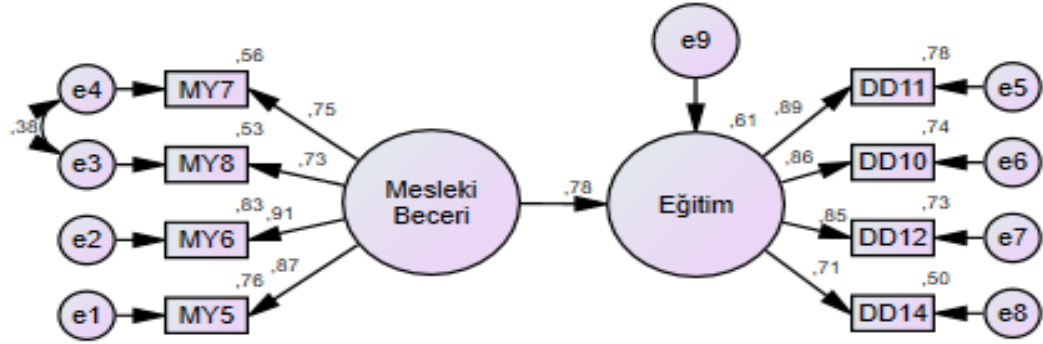 e9
,56
,78
e4
MY7
,75
,61
,89
DD11
e5
,38
,53
,74
e3
MY8
,73
,86
DD10
e6
Mesleki
Beceri
,78
Eğitim
,83
,91
,85
,73
e2
MY6
DD12
e7
,76
,87
,71
,50
e1
MY5
DD14
e8